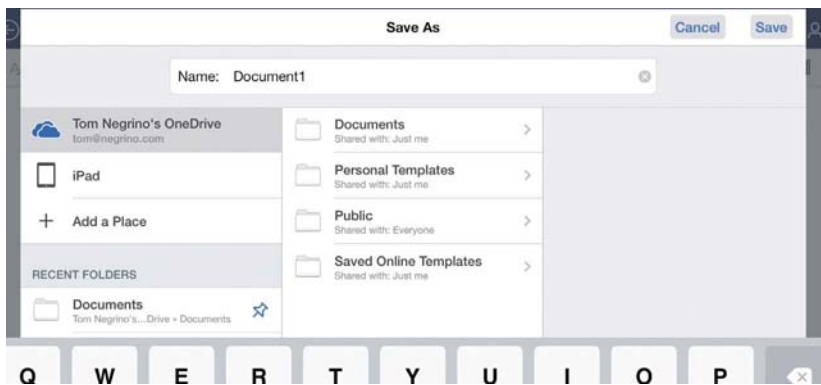 Save As
Cancel
Save
Name: Document1
Tom Negrino's OneDrive
tom@negrino.com
iPad
Add a Place
RECENT FOLDERS
Documents
Tom Negrino's...Drive » Documents
Documents
Shared with: Just me
Personal Templates
Shared with: Just me
Public
Shared with: Everyone
Saved Online Templates
Shared with: Just me
Q W E R T Y U I O P